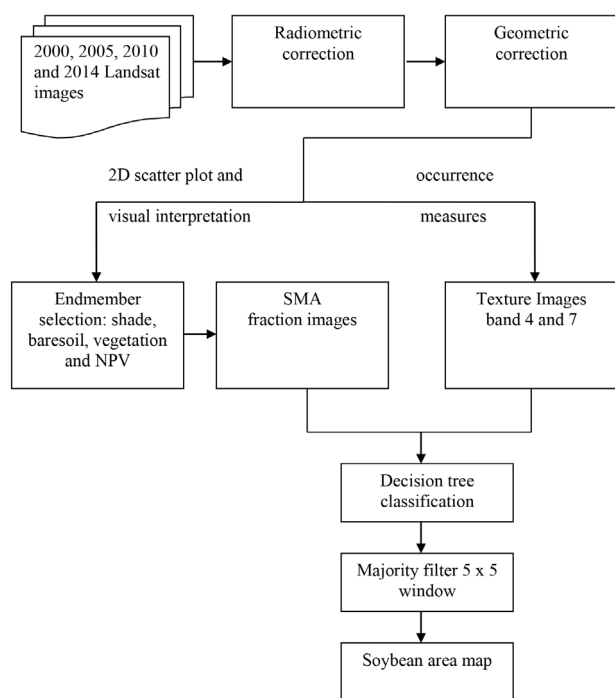 2000, 2005, 2010
and 2014 Landsat
images
Radiometric
correction
Geometric
correction
2D scatter plot and
visual interpretation
occurrence
measures
Endmember
selection: shade,
baresoil, vegetation
and NPV
SMA
fraction images
Texture Images
band 4 and 7
Decision tree
classification
Majority filter 5 x 5
window
Soybean area map